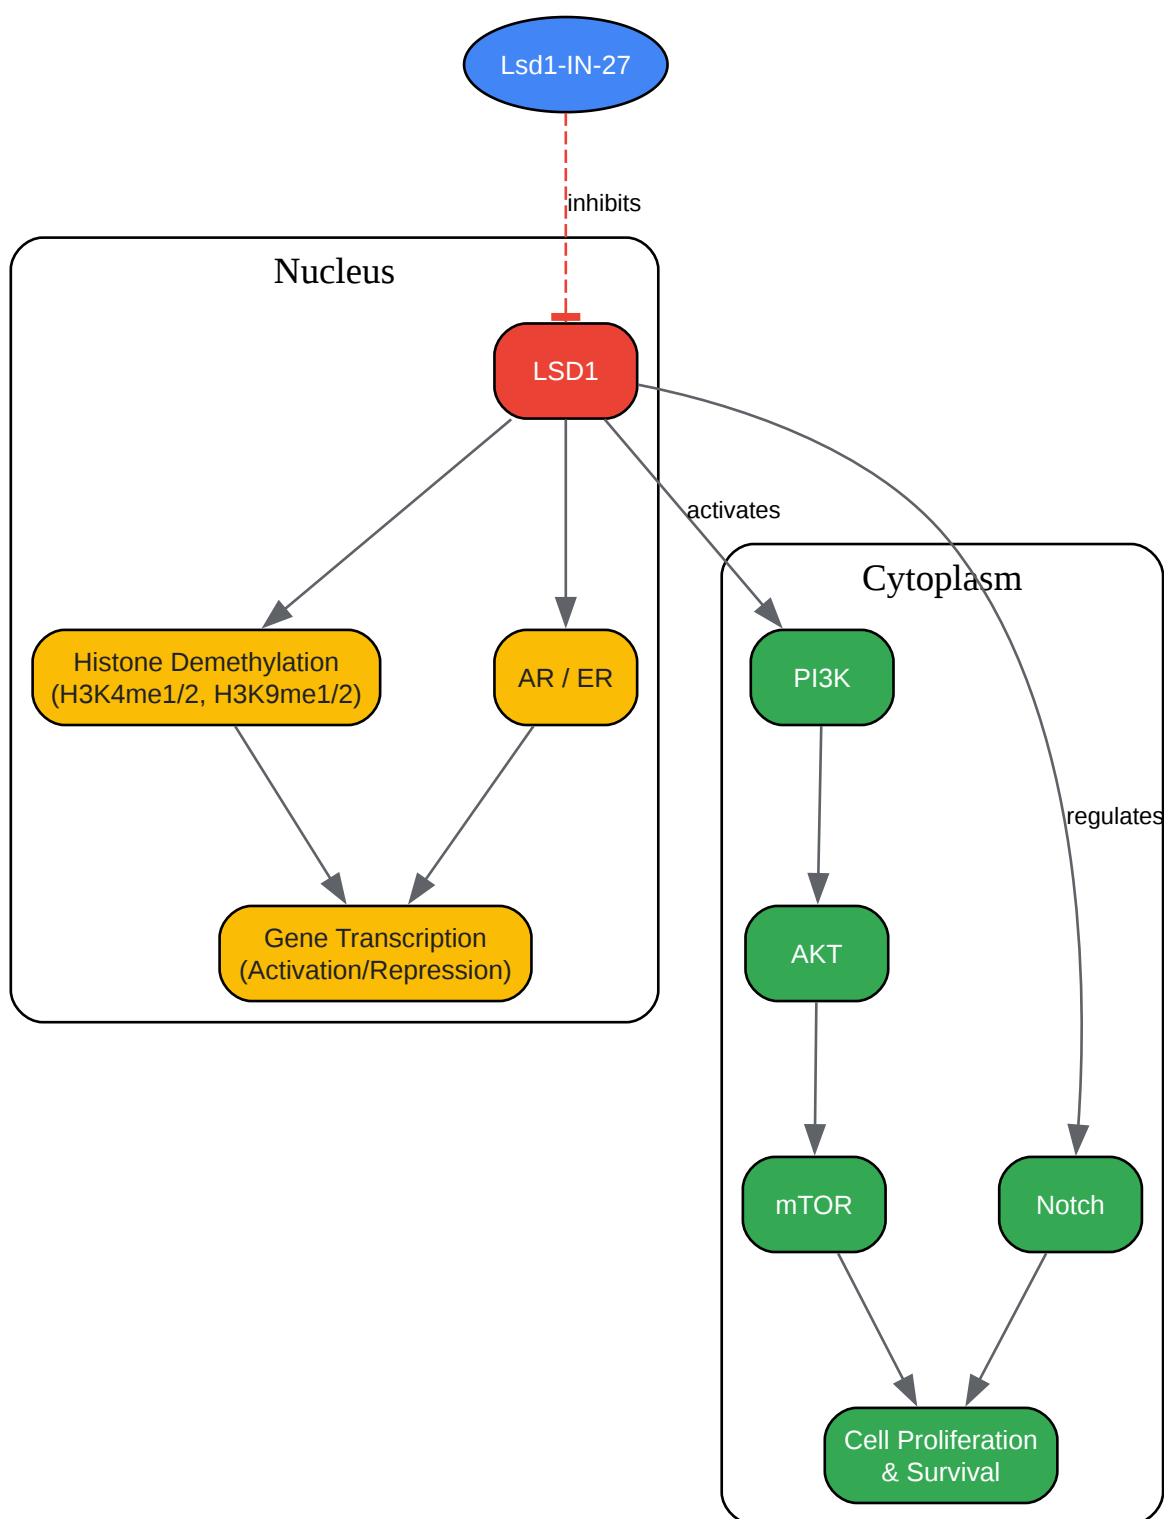 Lsd1-IN-27
inhibits
Nucleus
LSD1
activates
Cytoplasm
Histone Demethylation
(H3K4me1/2, H3K9me1/2)
AR / ER
PI3K
regulates
Gene Transcription
(Activation/Repression)
AKT
mTOR
Notch
Cell Proliferation
& Survival